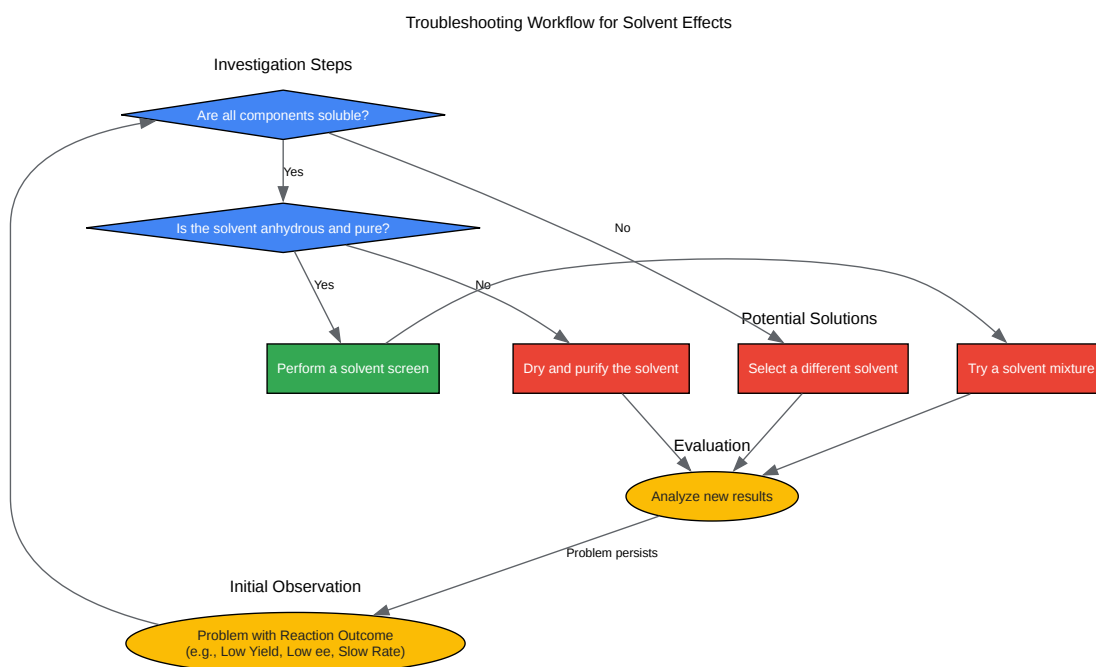 Troubleshooting Workflow for Solvent Effects
Investigation Steps
Are all components soluble?
Yes
Is the solvent anhydrous and pure?
No
Yes
No
Potential Solutions
Perform a solvent screen
Dry and purify the solvent
Select a different solvent
Try a solvent mixture
Evaluation
Analyze new results
Problem persists
Initial Observation
Problem with Reaction Outcome
(e.g., Low Yield, Low ee, Slow Rate)